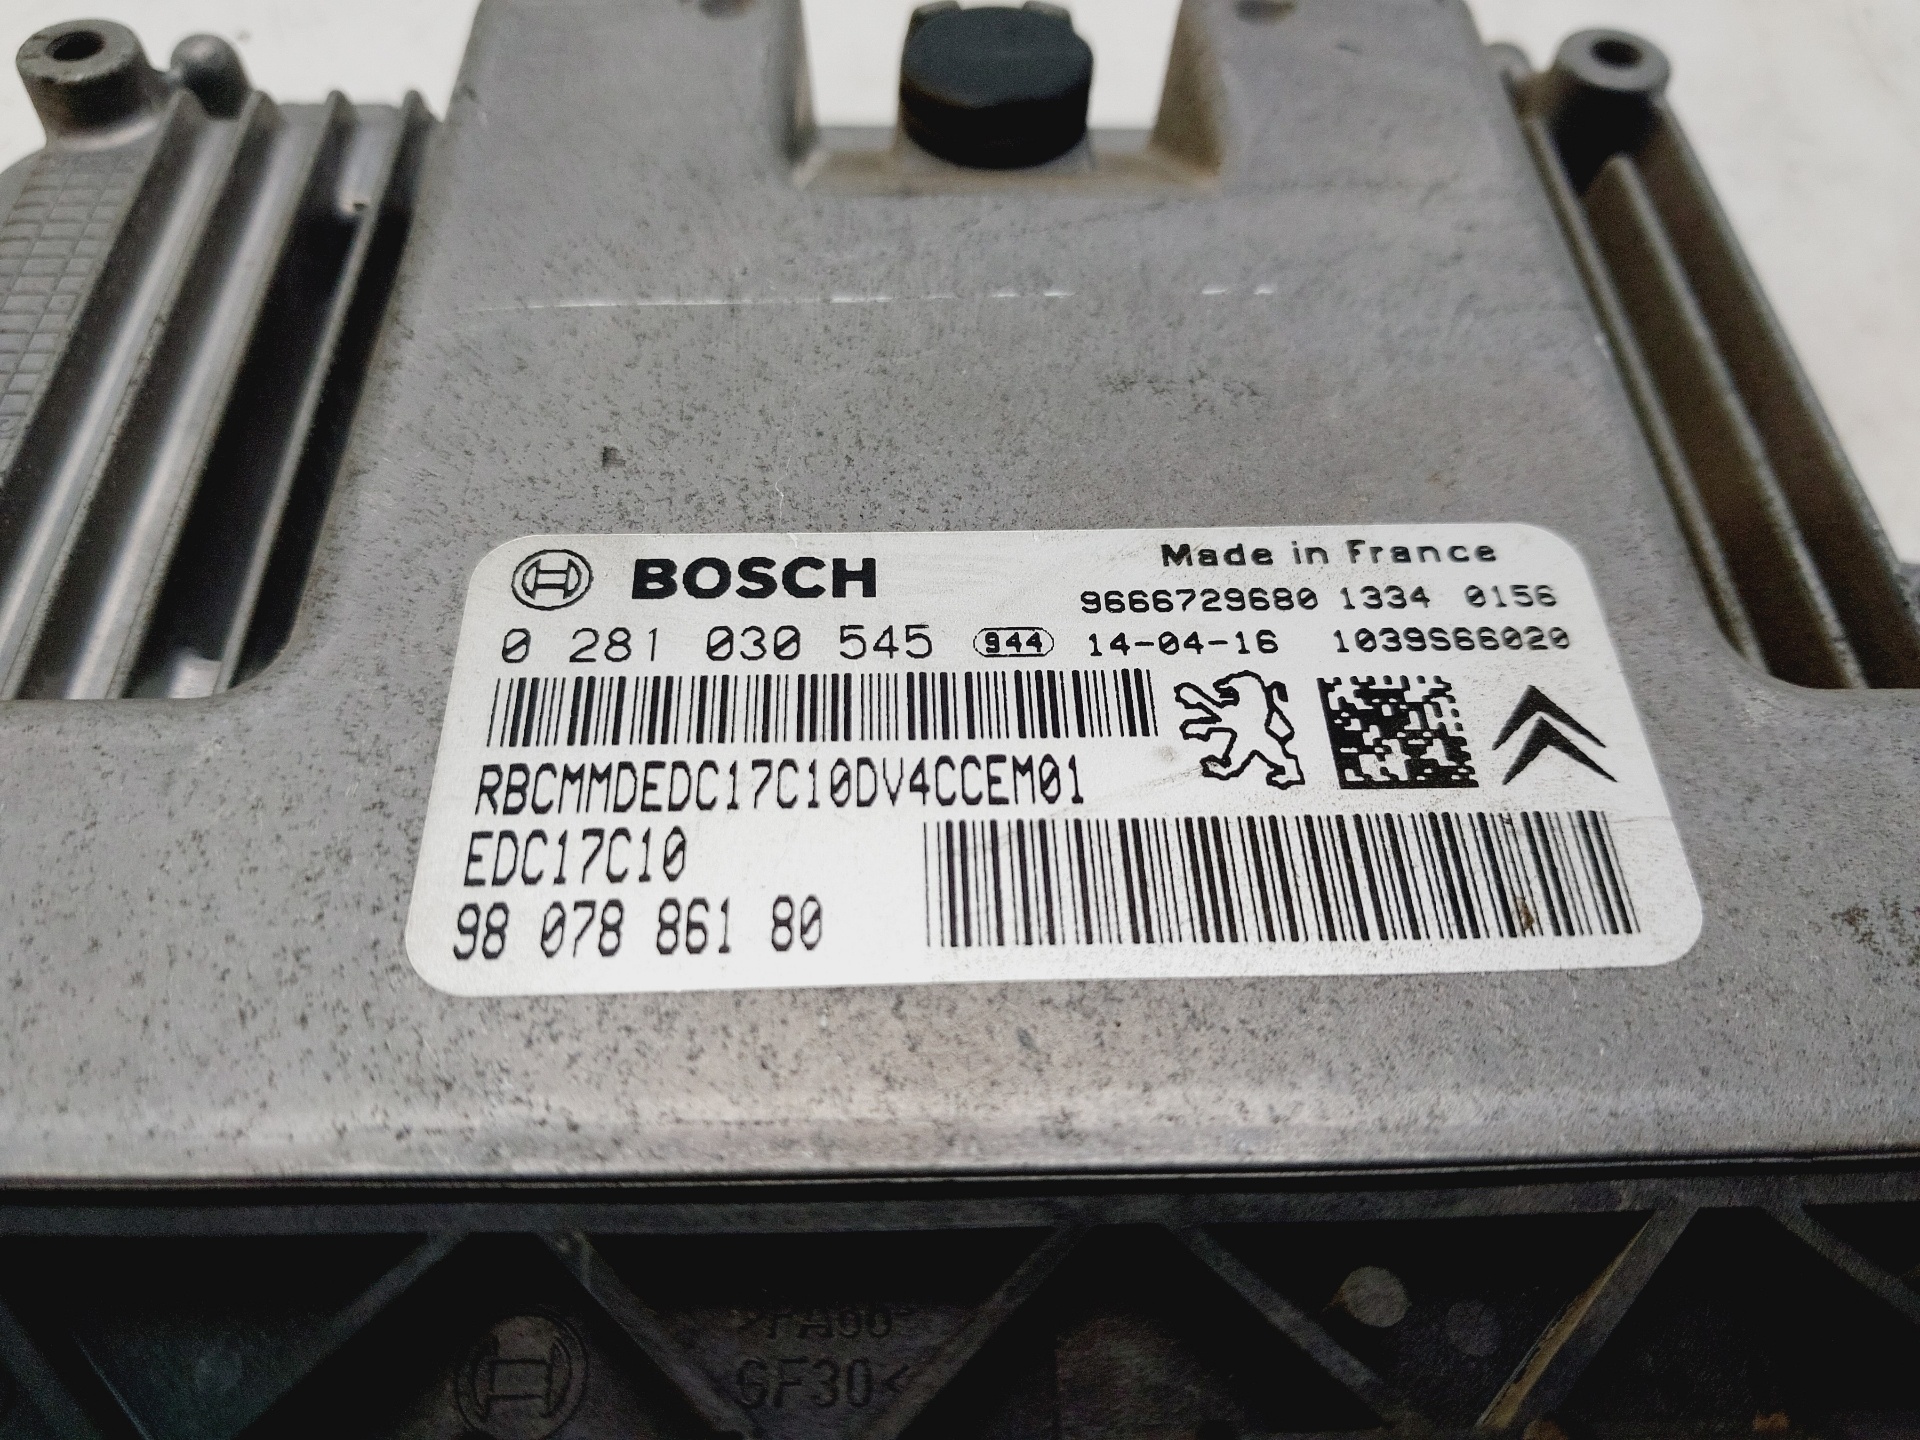 BOSCH
Made in France
9666729680 1334 0156
0 281 030 545 944 14-04-16 1039S66020
RBCMMDEDC17C10DV4CCEM01
EDC17C10
98 078 861 80
GF30<